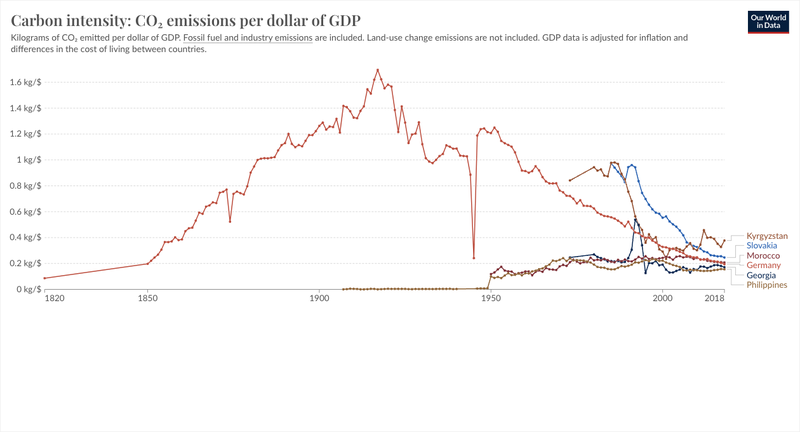 Carbon intensity: CO₂ emissions per dollar of GDP
Our World
in Data
Kilograms of CO₂ emitted per dollar of GDP. Fossil fuel and industry emissions are included. Land-use change emissions are not included. GDP data is adjusted for inflation and
differences in the cost of living between countries.
1.6 kg/$
1.4 kg/$
1.2 kg/$
1 kg/$
0.8 kg/$
0.6 kg/$
0.4 kg/$
0.2 kg/$
0 kg/$
Kyrgyzstan
Slovakia
Morocco
Germany
Georgia
Philippines
1820 1850 1900 1950 2000 2018